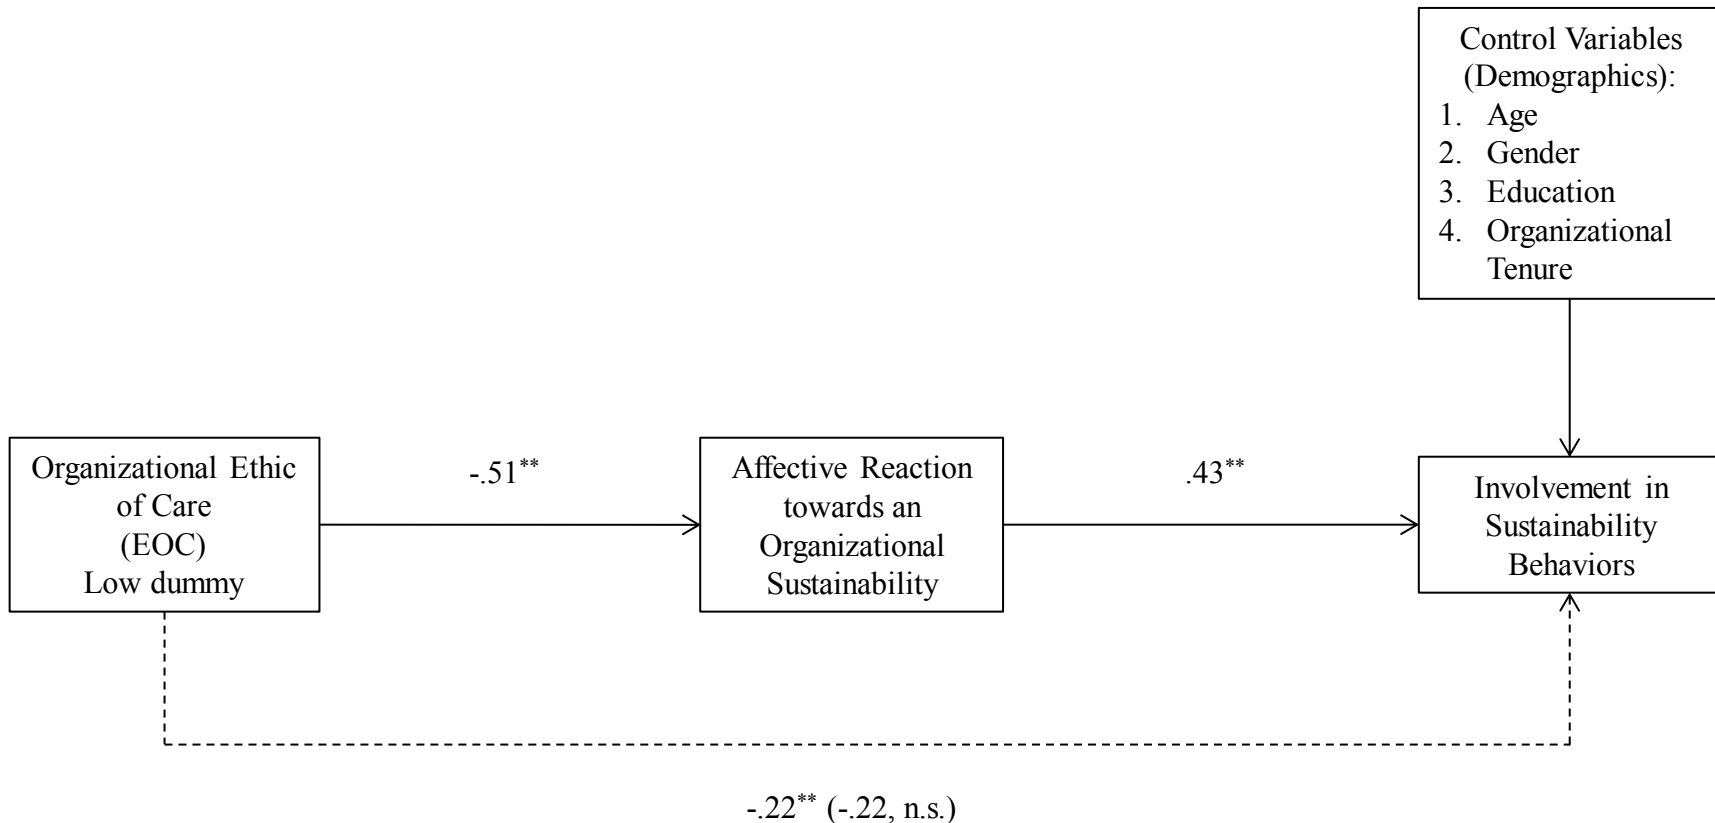 Control Variables
(Demographics):
1. Age
2. Gender
3. Education
4. Organizational
Tenure
Organizational Ethic
of Care
(EOC)
Low dummy
-.51**
Affective Reaction
towards an
Organizational
Sustainability
.43**
Involvement in
Sustainability
Behaviors
-.22** (-.22, n.s.)